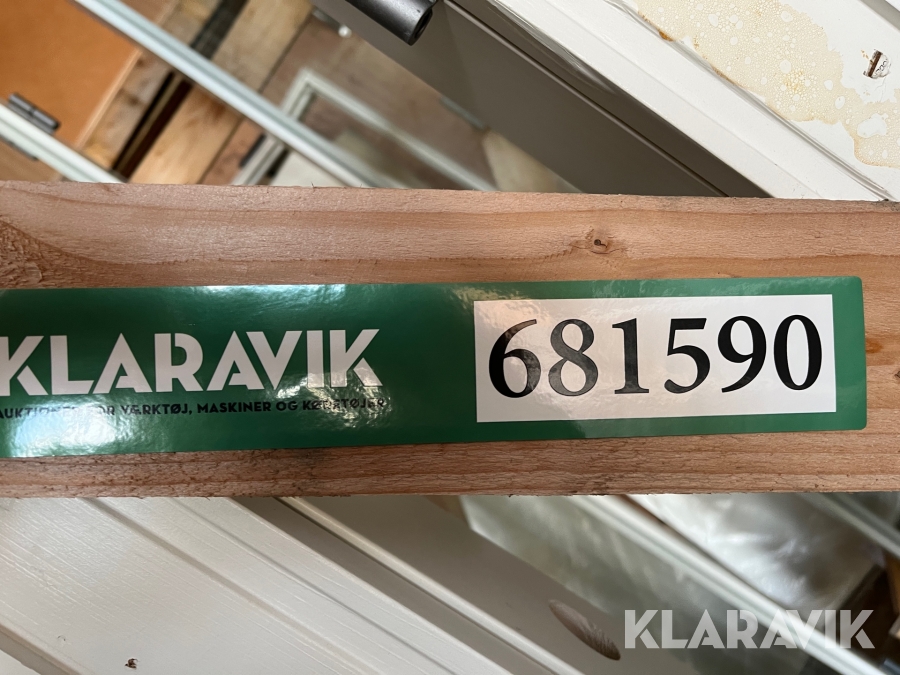 KLARAVIK
AUKTIONER FOR VÆRKTØJ, MASKINER OG KØRETØJER
681590
KLARAVIK